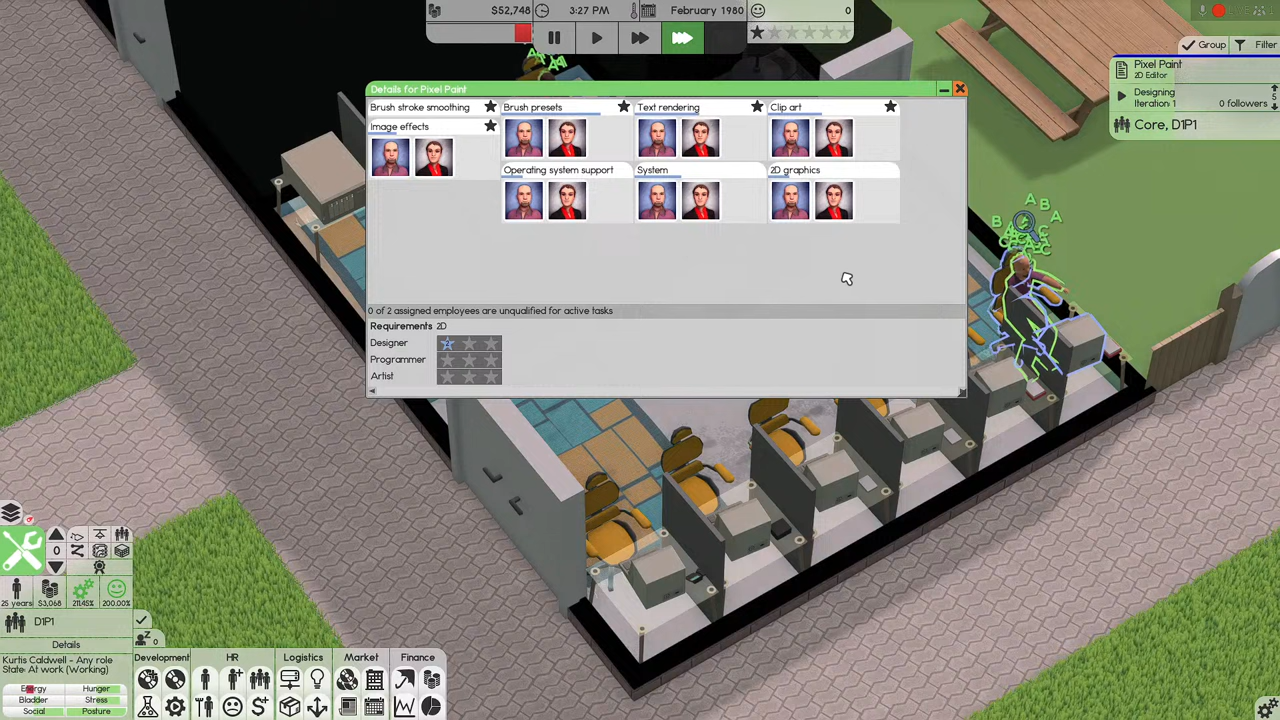 $52,748
3:27 PM
February 1980
0
Group
Filter
Pixel Paint
2D Editor
Designing
Iteration 1
0 followers
Core, D1P1
Details for Pixel Paint
Brush stroke smoothing
Brush presets
Text rendering
Clip art
Image effects
Operating system support
System
2D graphics
0 of 2 assigned employees are unqualified for active tasks
Requirements 2D
Designer
Programmer
Artist
0
25 years
$3,068
211.45%
200.00%
D1P1
0
Details
Kurtis Caldwell - Any role
State: At work (Working)
Energy
Hunger
Bladder
Stress
Social
Posture
Development
HR
Logistics
Market
Finance